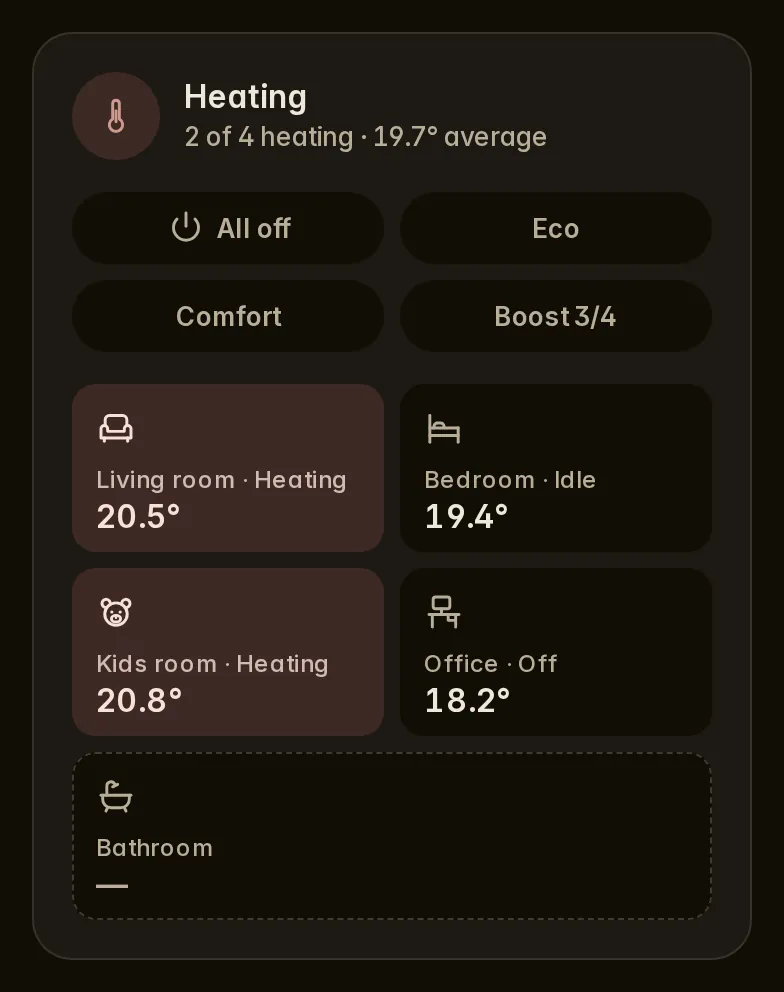 Heating
2 of 4 heating · 19.7° average
All off
Eco
Comfort
Boost 3/4
Living room · Heating
20.5°
Bedroom · Idle
19.4°
Kids room · Heating
20.8°
Office · Off
18.2°
Bathroom
—